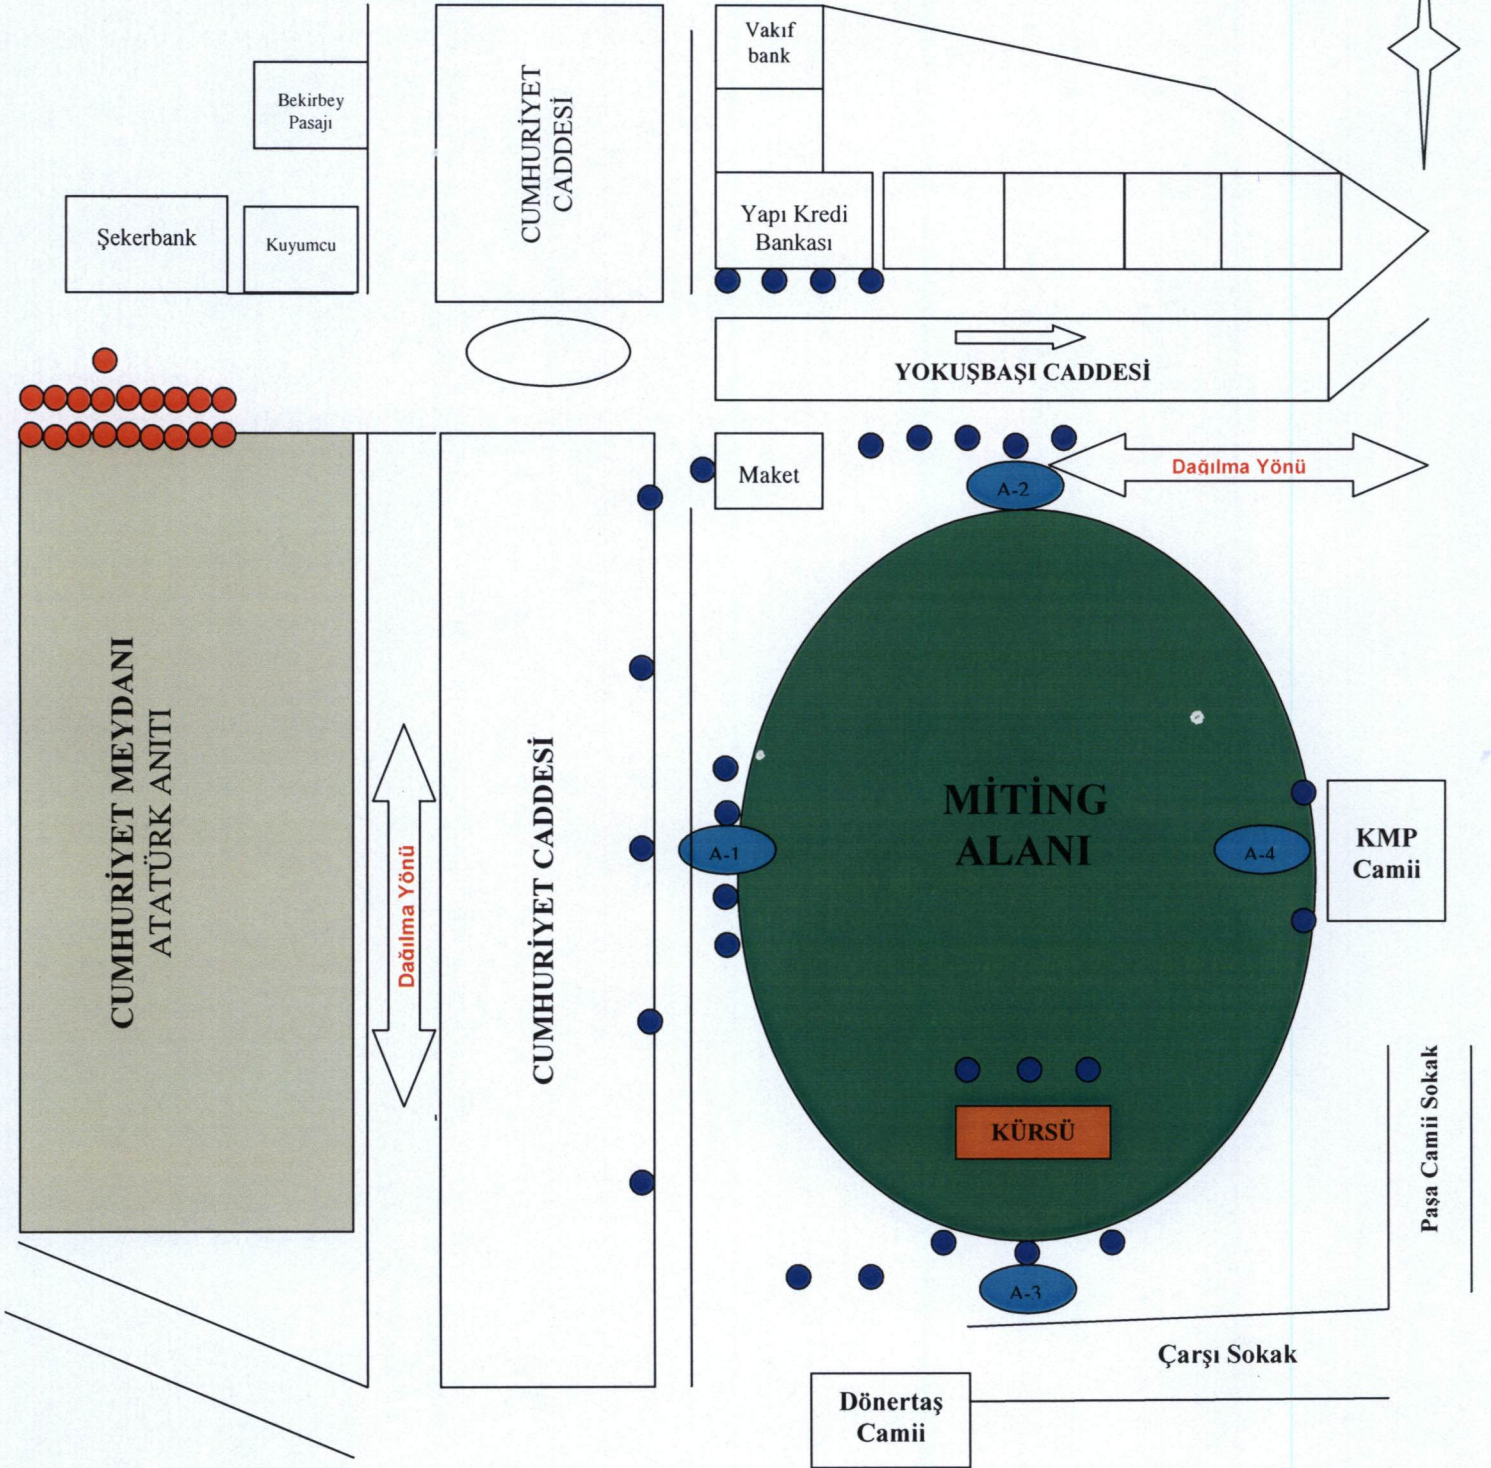 Vakıf
bank
Bekirbey
Pasajı
CUMHURİYET
CADDESİ
Şekerbank
Kuyumcu
Yapı Kredi
Bankası
YOKUŞBAŞI CADDESİ
Maket
A-2
Dağılma Yönü
CUMHURİYET MEYDANI
ATATÜRK ANITI
Dağılma Yönü
CUMHURİYET CADDESİ
A-1
MİTİNG
ALANI
A-4
KMP
Camii
KÜRSÜ
Paşa Camii Sokak
A-3
Çarşı Sokak
Dönertaş
Camii